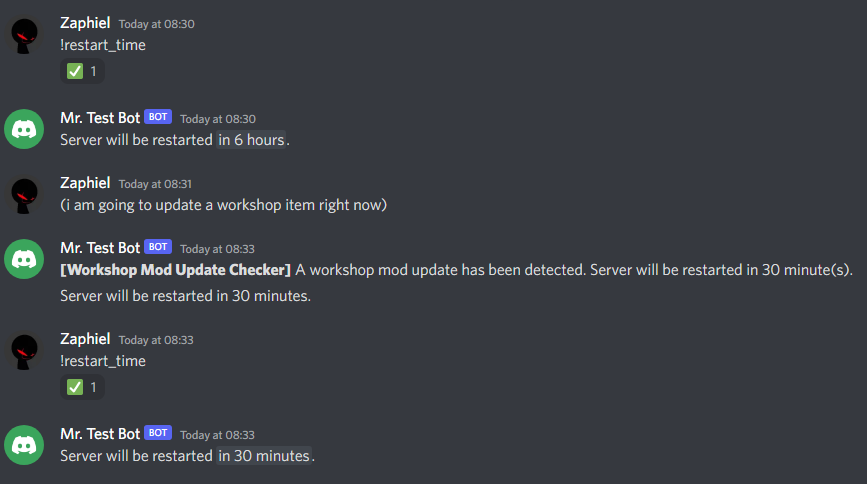 Zaphiel Today at 08:30
!restart_time
✅ 1
Mr. Test Bot BOT Today at 08:30
Server will be restarted in 6 hours.
Zaphiel Today at 08:31
(i am going to update a workshop item right now)
Mr. Test Bot BOT Today at 08:33
[Workshop Mod Update Checker] A workshop mod update has been detected. Server will be restarted in 30 minute(s).
Server will be restarted in 30 minutes.
Zaphiel Today at 08:33
!restart_time
✅ 1
Mr. Test Bot BOT Today at 08:33
Server will be restarted in 30 minutes.